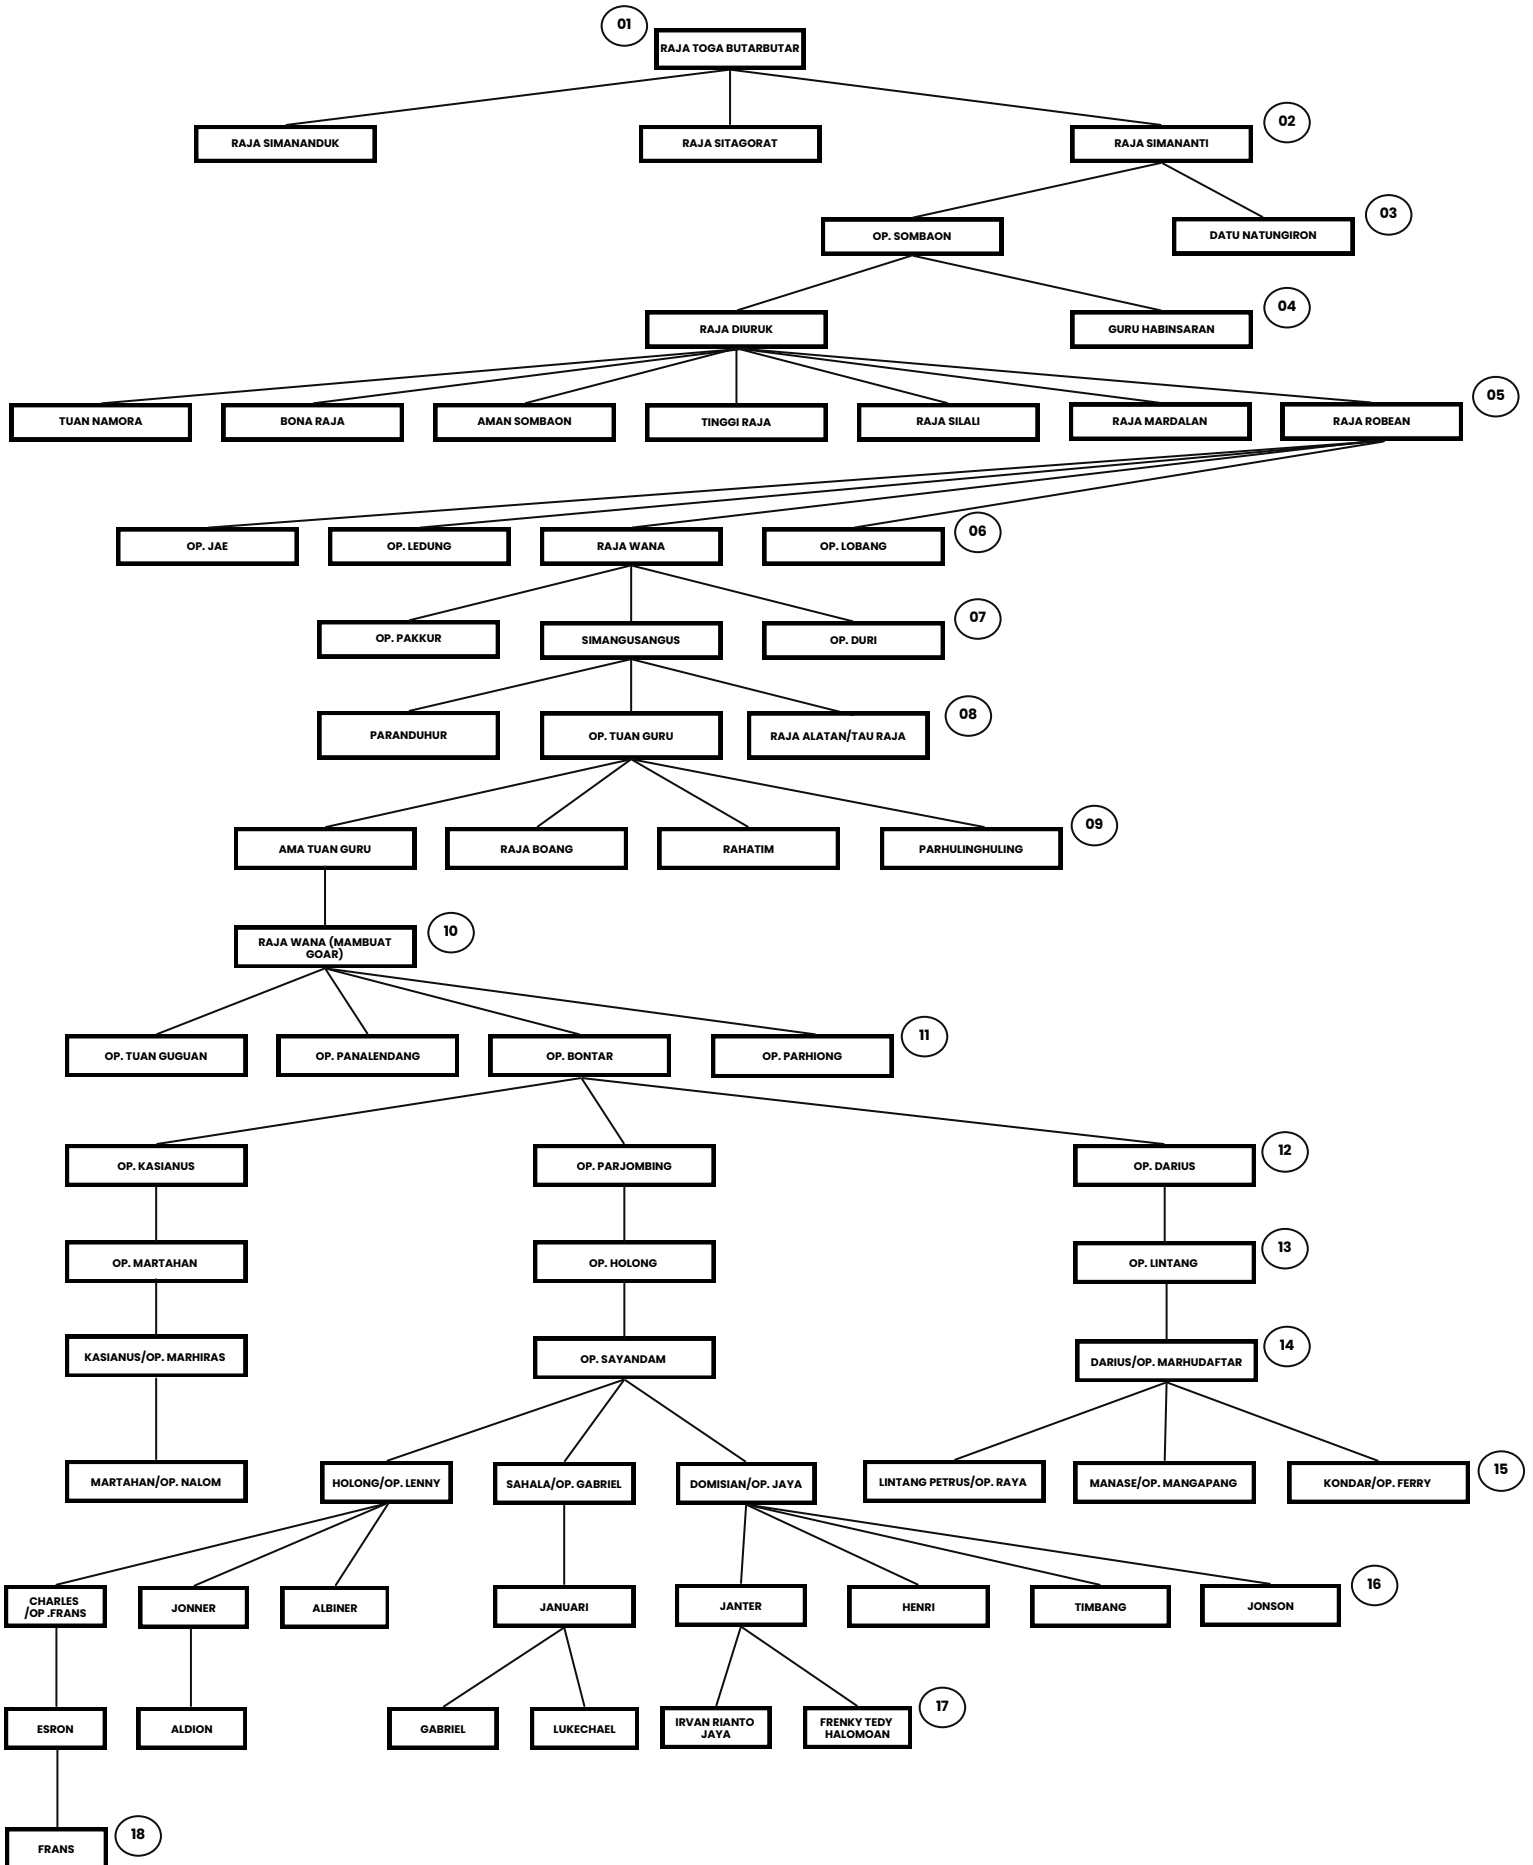 01
RAJA TOGA BUTARBUTAR
RAJA SIMANANDUK
RAJA SITAGORAT
RAJA SIMANANTI
02
OP. SOMBAON
DATU NATUNGIRON
03
RAJA DIURUK
GURU HABINSARAN
04
TUAN NAMORA
BONA RAJA
AMAN SOMBAON
TINGGI RAJA
RAJA SILALI
RAJA MARDALAN
RAJA ROBEAN
05
OP. JAE
OP. LEDUNG
RAJA WANA
OP. LOBANG
06
OP. PAKKUR
SIMANGUSANGUS
OP. DURI
07
PARANDUHUR
OP. TUAN GURU
RAJA ALATAN/TAU RAJA
08
AMA TUAN GURU
RAJA BOANG
RAHATIM
PARHULINGHULING
09
RAJA WANA (MAMBUAT
GOAR)
10
OP. TUAN GUGUAN
OP. PANALENDANG
OP. BONTAR
OP. PARHIONG
11
OP. KASIANUS
OP. PARJOMBING
OP. DARIUS
12
OP. MARTAHAN
OP. HOLONG
OP. LINTANG
13
KASIANUS/OP. MARHIRAS
OP. SAYANDAM
DARIUS/OP. MARHUDAFTAR
14
MARTAHAN/OP. NALOM
HOLONG/OP. LENNY
SAHALA/OP. GABRIEL
DOMISIAN/OP. JAYA
LINTANG PETRUS/OP. RAYA
MANASE/OP. MANGAPANG
KONDAR/OP. FERRY
15
CHARLES
/OP .FRANS
JONNER
ALBINER
JANUARI
JANTER
HENRI
TIMBANG
JONSON
16
ESRON
ALDION
GABRIEL
LUKECHAEL
IRVAN RIANTO
JAYA
FRENKY TEDY
HALOMOAN
17
FRANS
18